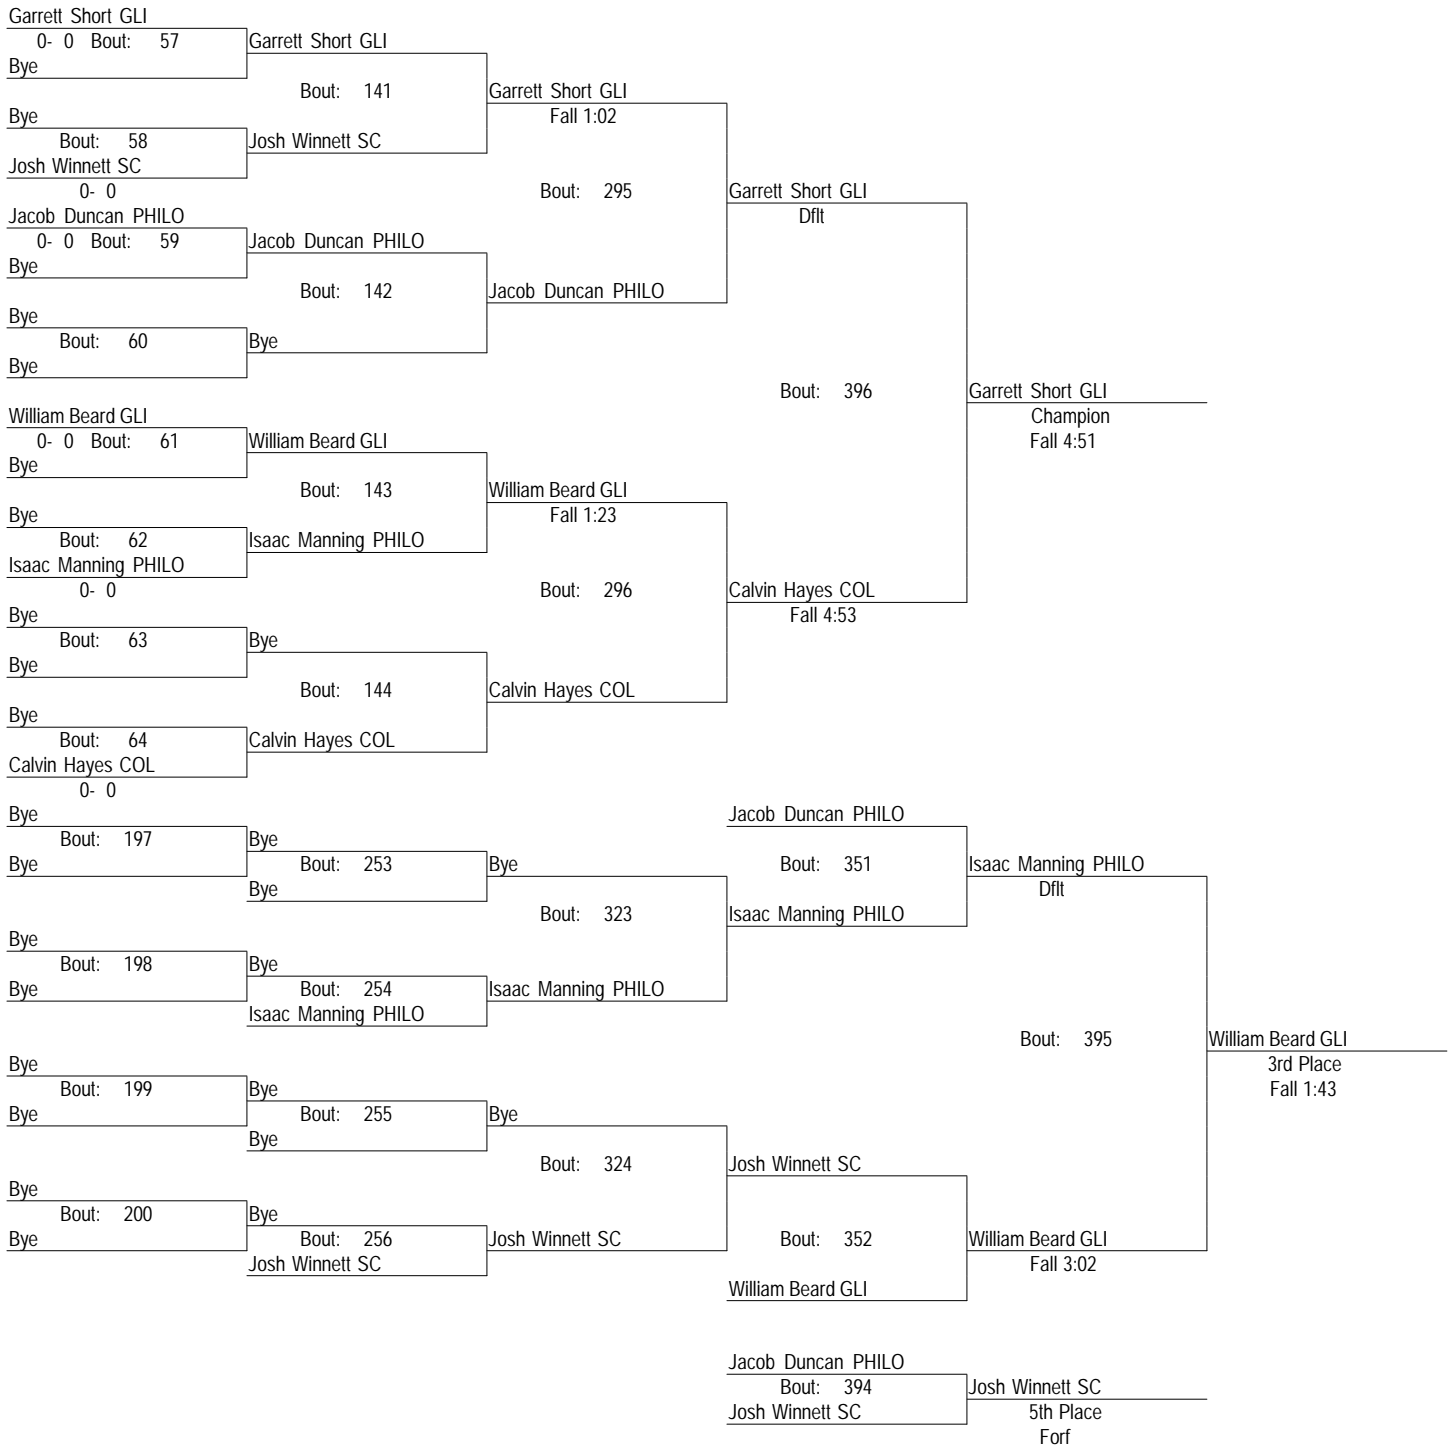 Garrett Short GLI
0- 0 Bout: 57 Garrett Short GLI
Bye
Bout: 141 Garrett Short GLI
Bye Fall 1:02
Bout: 58 Josh Winnett SC
Josh Winnett SC
0- 0 Bout: 295 Garrett Short GLI
Jacob Duncan PHILO Dflt
0- 0 Bout: 59 Jacob Duncan PHILO
Bye
Bout: 142 Jacob Duncan PHILO
Bye
Bout: 60 Bye
Bye
Bout: 396 Garrett Short GLI
William Beard GLI Champion
0- 0 Bout: 61 William Beard GLI Fall 4:51
Bye
Bout: 143 William Beard GLI
Bye Fall 1:23
Bout: 62 Isaac Manning PHILO
Isaac Manning PHILO
0- 0 Bout: 296 Calvin Hayes COL
Bye Fall 4:53
Bout: 63 Bye
Bye
Bout: 144 Calvin Hayes COL
Bye
Bout: 64 Calvin Hayes COL
Calvin Hayes COL
0- 0
Bye Jacob Duncan PHILO
Bout: 197 Bye
Bye Bout: 253 Bye Bout: 351 Isaac Manning PHILO
Bye Dflt
Bout: 323 Isaac Manning PHILO
Bye
Bout: 198 Bye
Bye Bout: 254 Isaac Manning PHILO
Isaac Manning PHILO
Bout: 395 William Beard GLI
Bye 3rd Place
Bout: 199 Bye Fall 1:43
Bye Bout: 255 Bye
Bye
Bout: 324 Josh Winnett SC
Bye
Bout: 200 Bye
Bye Bout: 256 Josh Winnett SC Bout: 352 William Beard GLI
Josh Winnett SC Fall 3:02
William Beard GLI
Jacob Duncan PHILO
Bout: 394 Josh Winnett SC
Josh Winnett SC 5th Place
Forf